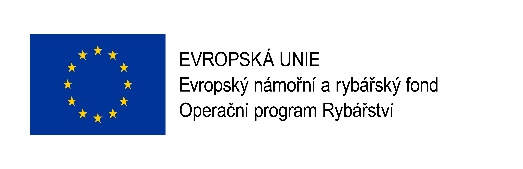 EVROPSKÁ UNIE
Evropský námořní a rybářský fond
Operační program Rybářství